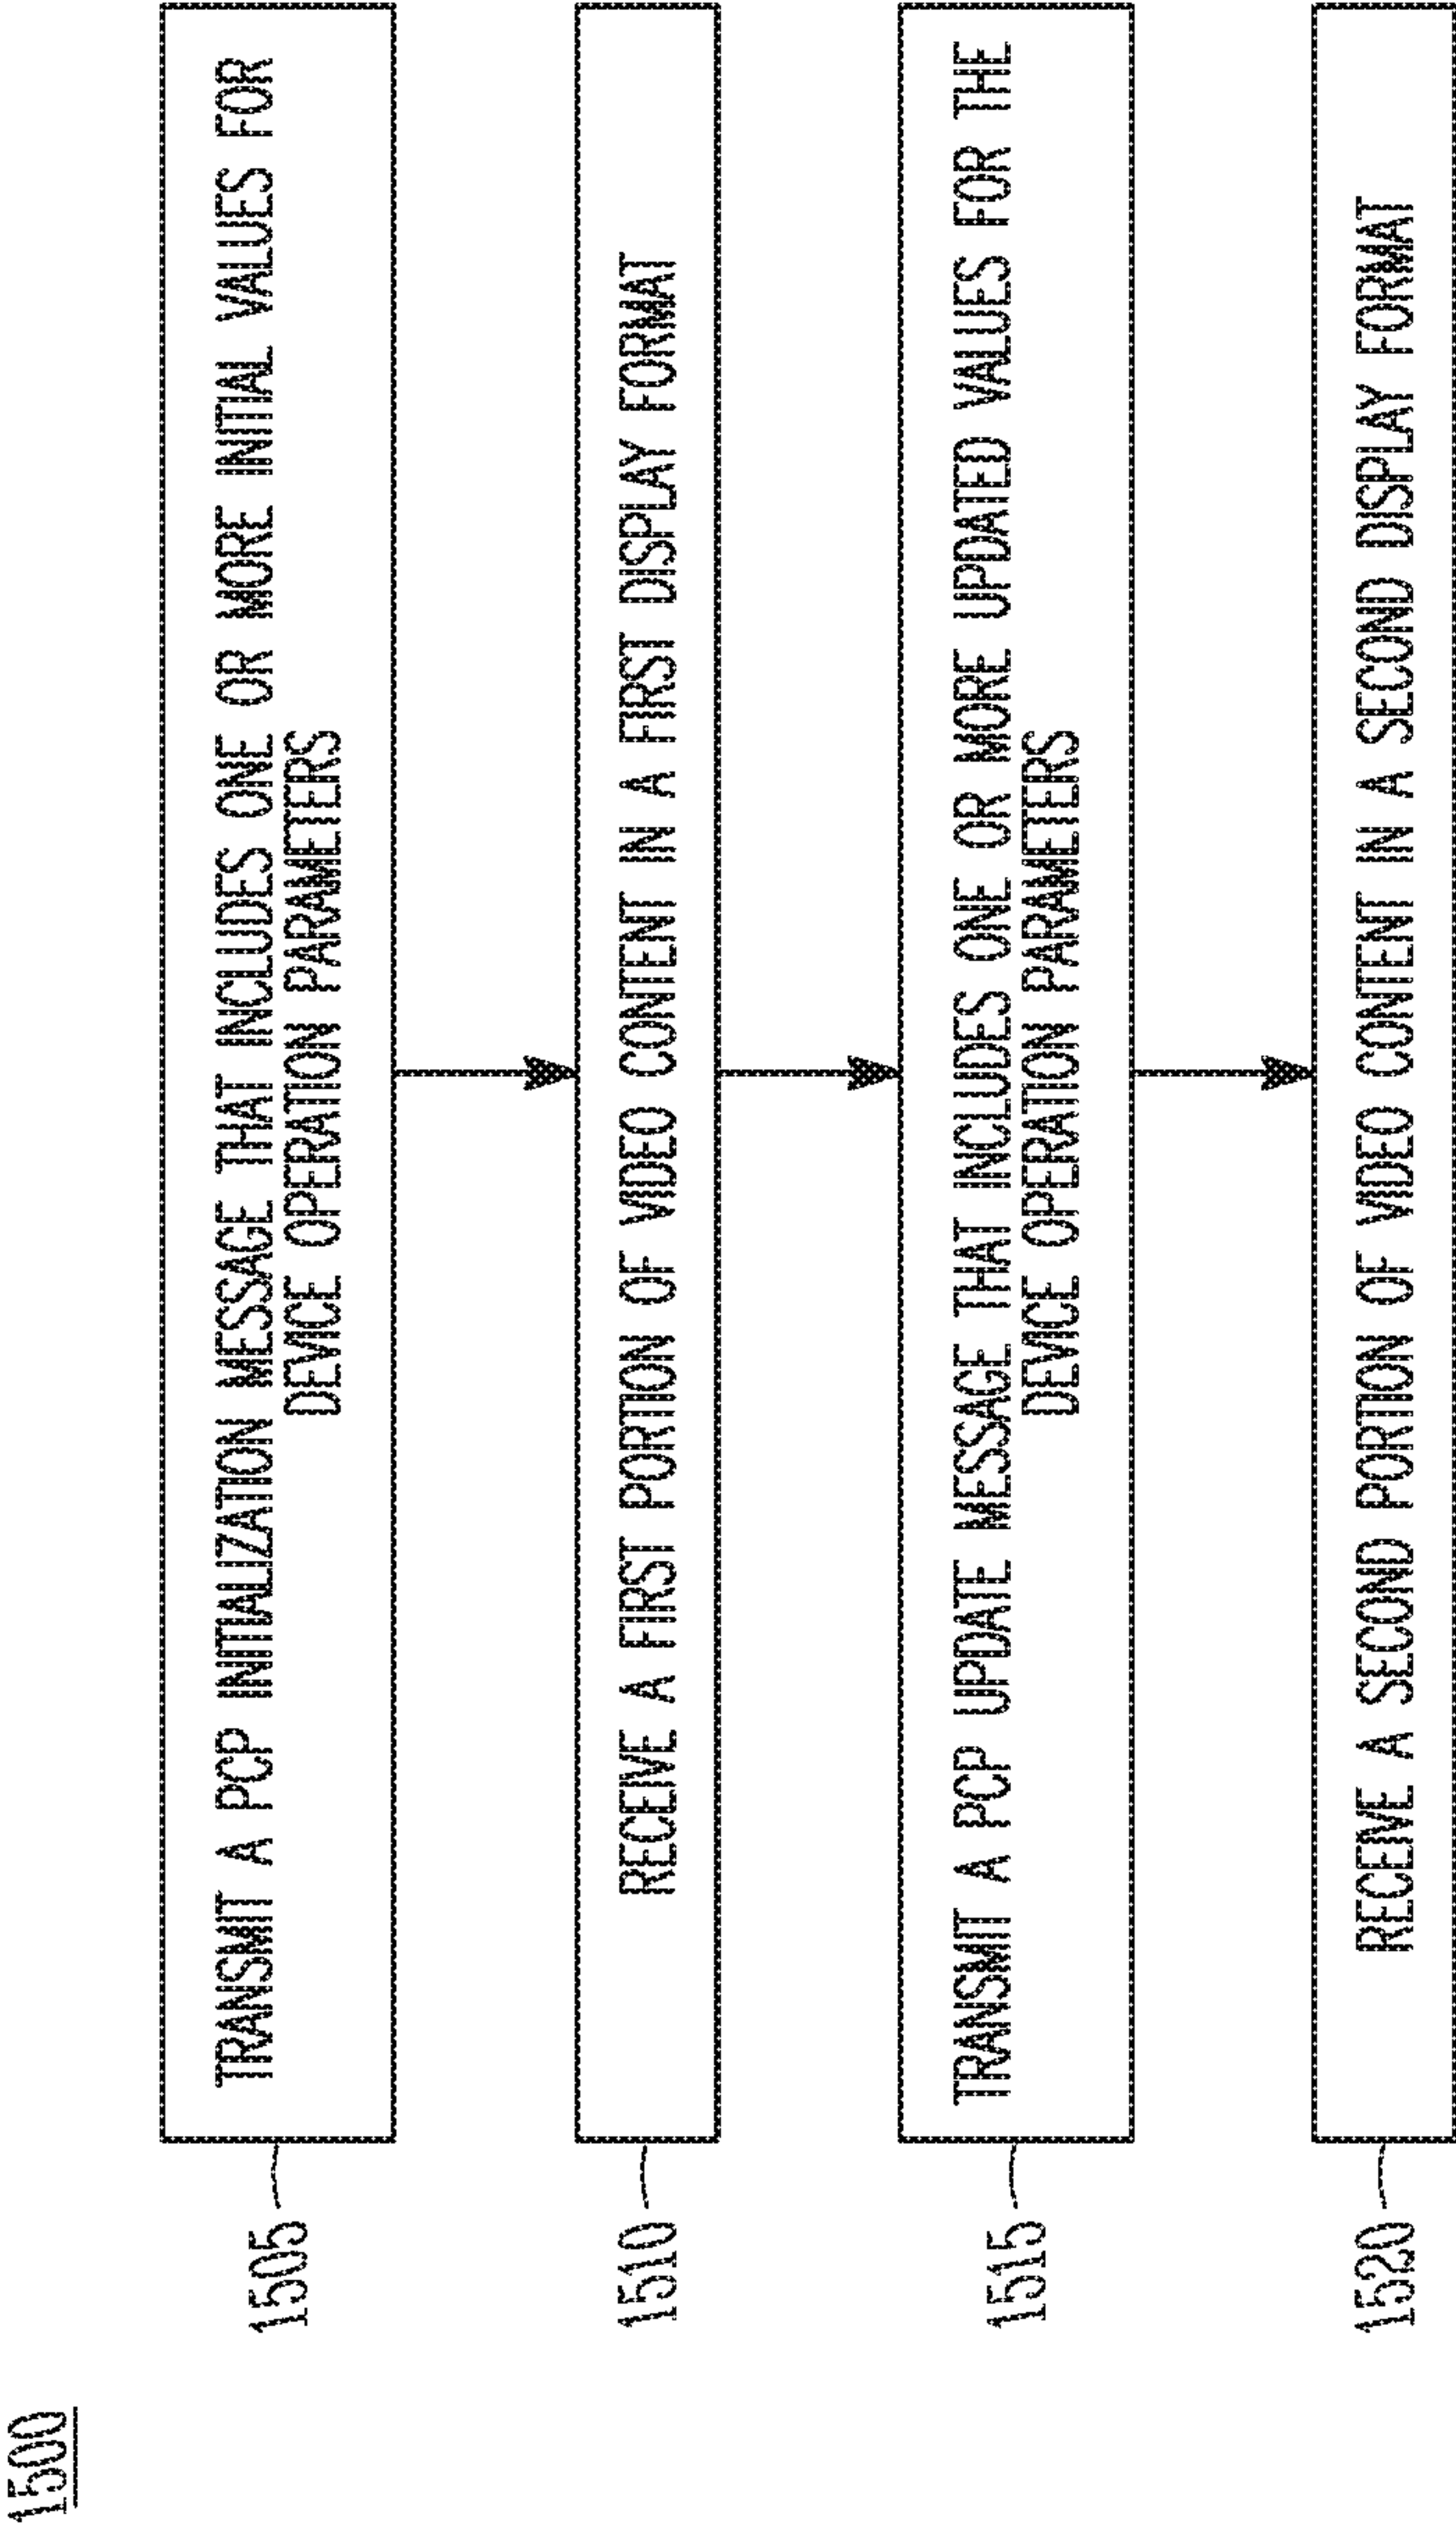 1500
1505
TRANSMIT A PCP INITIALIZATION MESSAGE THAT INCLUDES ONE OR MORE INITIAL VALUES FOR
DEVICE OPERATION PARAMETERS
1510
RECEIVE A FIRST PORTION OF VIDEO CONTENT IN A FIRST DISPLAY FORMAT
1515
TRANSMIT A PCP UPDATE MESSAGE THAT INCLUDES ONE OR MORE UPDATED VALUES FOR THE
DEVICE OPERATION PARAMETERS
1520
RECEIVE A SECOND PORTION OF VIDEO CONTENT IN A SECOND DISPLAY FORMAT